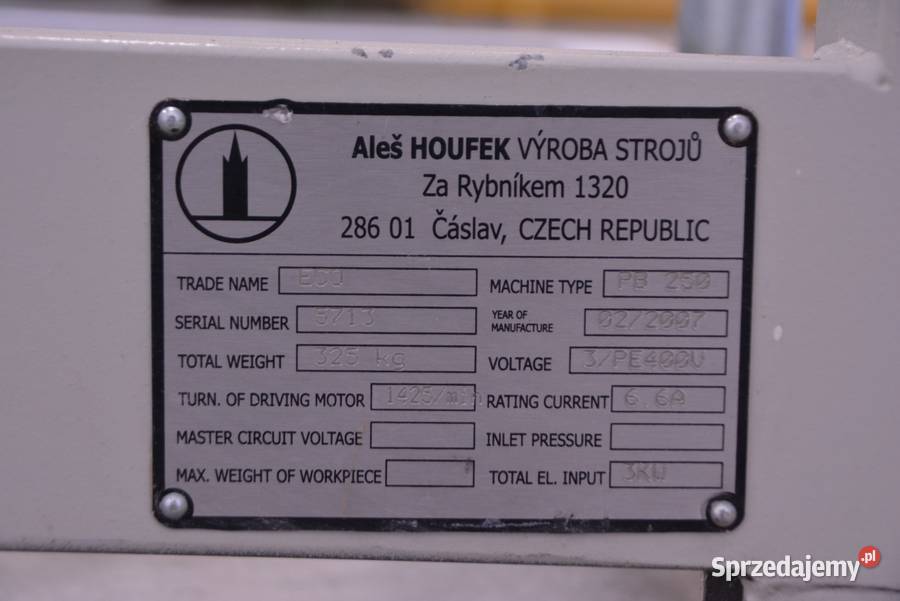 Aleš HOUFEK VÝROBA STROJŮ
Za Rybníkem 1320
286 01 Čáslav, CZECH REPUBLIC
TRADE NAME
MACHINE TYPE PB 250
SERIAL NUMBER
YEAR OF MANUFACTURE 02/2007
TOTAL WEIGHT 325 kg
VOLTAGE 3/PE400V
TURN. OF DRIVING MOTOR 1425/min
RATING CURRENT 6.6A
MASTER CIRCUIT VOLTAGE
INLET PRESSURE
MAX. WEIGHT OF WORKPIECE
TOTAL EL. INPUT 3KW
Sprzedajemy.pl